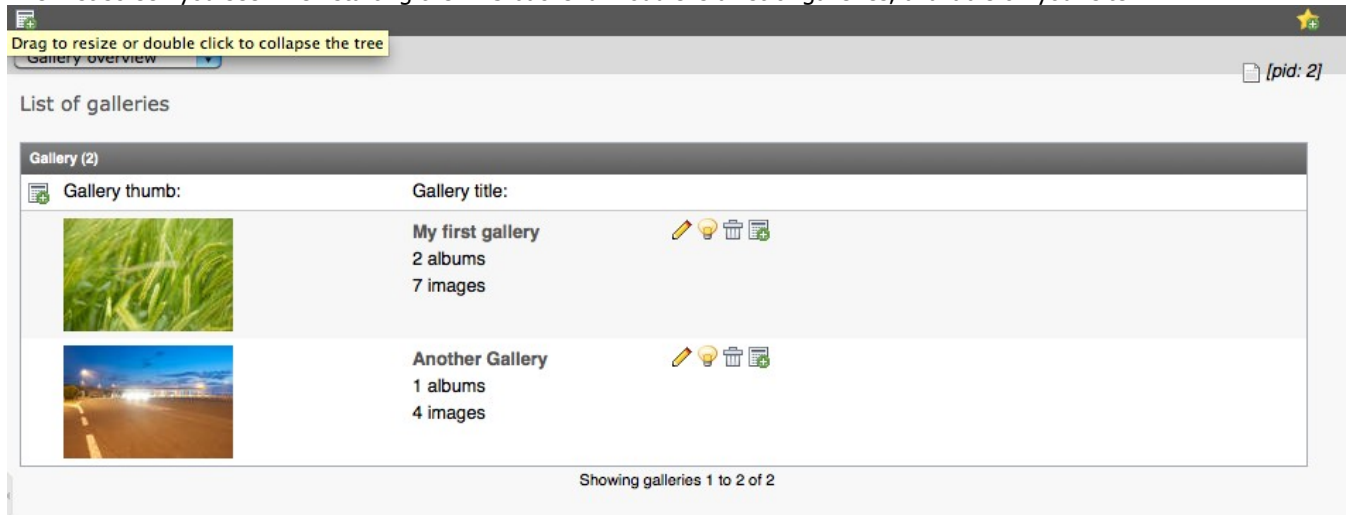 Drag to resize or double click to collapse the tree
Gallery overview
[pid: 2]
List of galleries
Gallery (2)
Gallery thumb:
Gallery title:
My first gallery
2 albums
7 images
Another Gallery
1 albums
4 images
Showing galleries 1 to 2 of 2